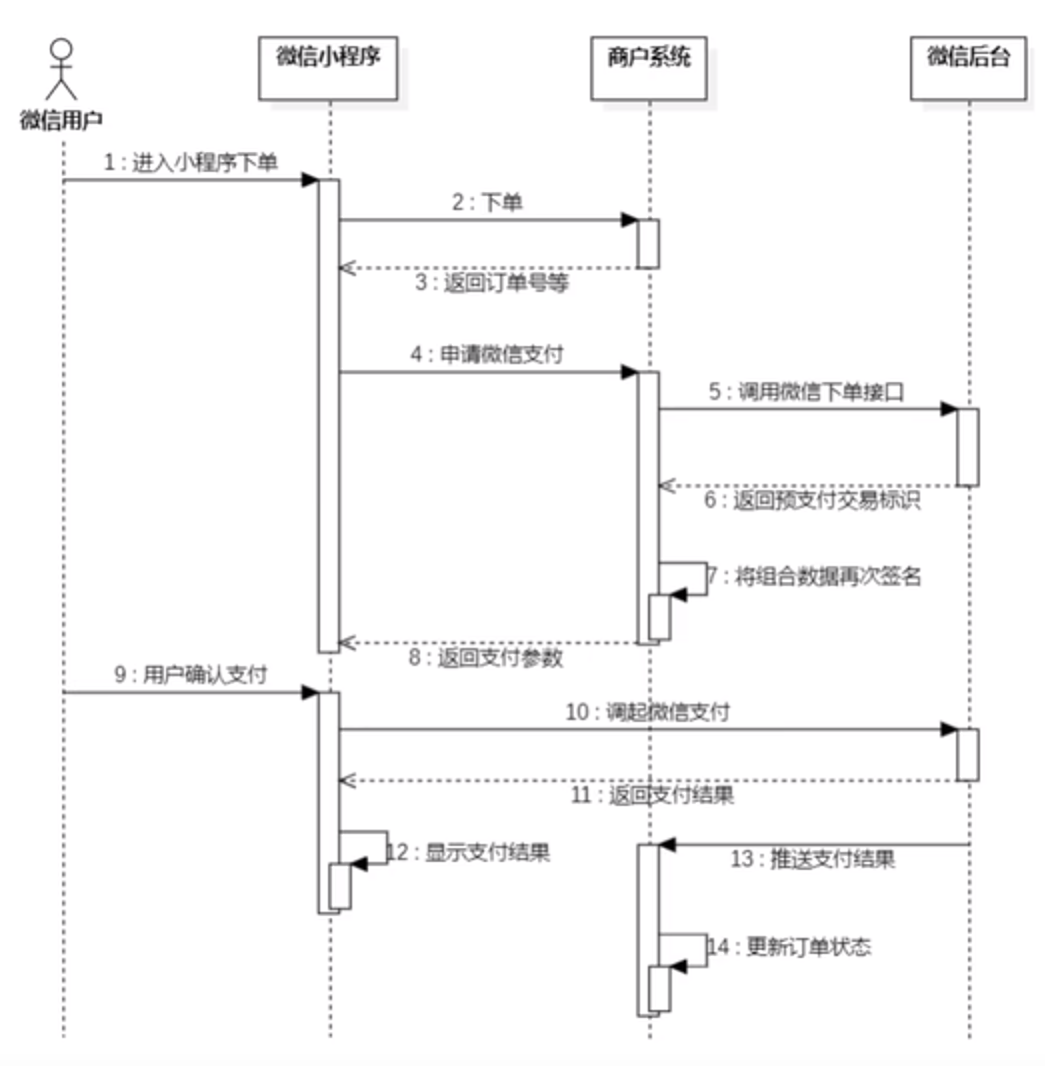 微信小程序
商户系统
微信后台
微信用户
1 : 进入小程序下单
2 : 下单
3 : 返回订单号等
4 : 申请微信支付
5 : 调用微信下单接口
6 : 返回预支付交易标识
7 : 将组合数据再次签名
8 : 返回支付参数
9 : 用户确认支付
10 : 调起微信支付
11 : 返回支付结果
12 : 显示支付结果
13 : 推送支付结果
14 : 更新订单状态